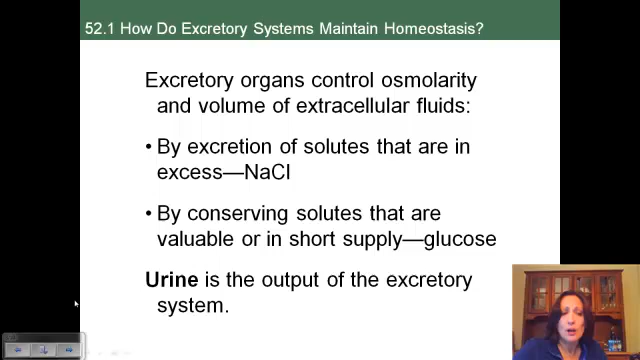 52.1 How Do Excretory Systems Maintain Homeostasis?
Excretory organs control osmolarity
and volume of extracellular fluids:
• By excretion of solutes that are in
excess—NaCl
• By conserving solutes that are
valuable or in short supply—glucose
Urine is the output of the excretory
system.